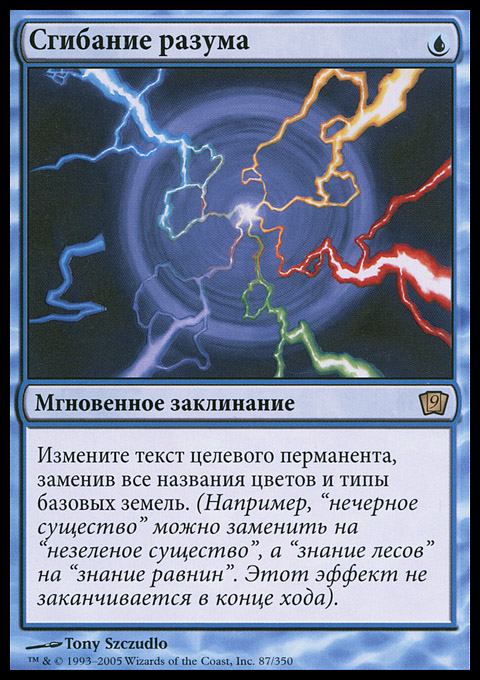 Сгибание разума
Мгновенное заклинание
9
Измените текст целевого перманента,
заменив все названия цветов и типы
базовых земель. (Например, “нечерное
существо” можно заменить на
“незеленое существо”, а “знание лесов”
на “знание равнин”. Этот эффект не
заканчивается в конце хода).
Tony Szczudlo
™ & © 1993–2005 Wizards of the Coast, Inc. 87/350